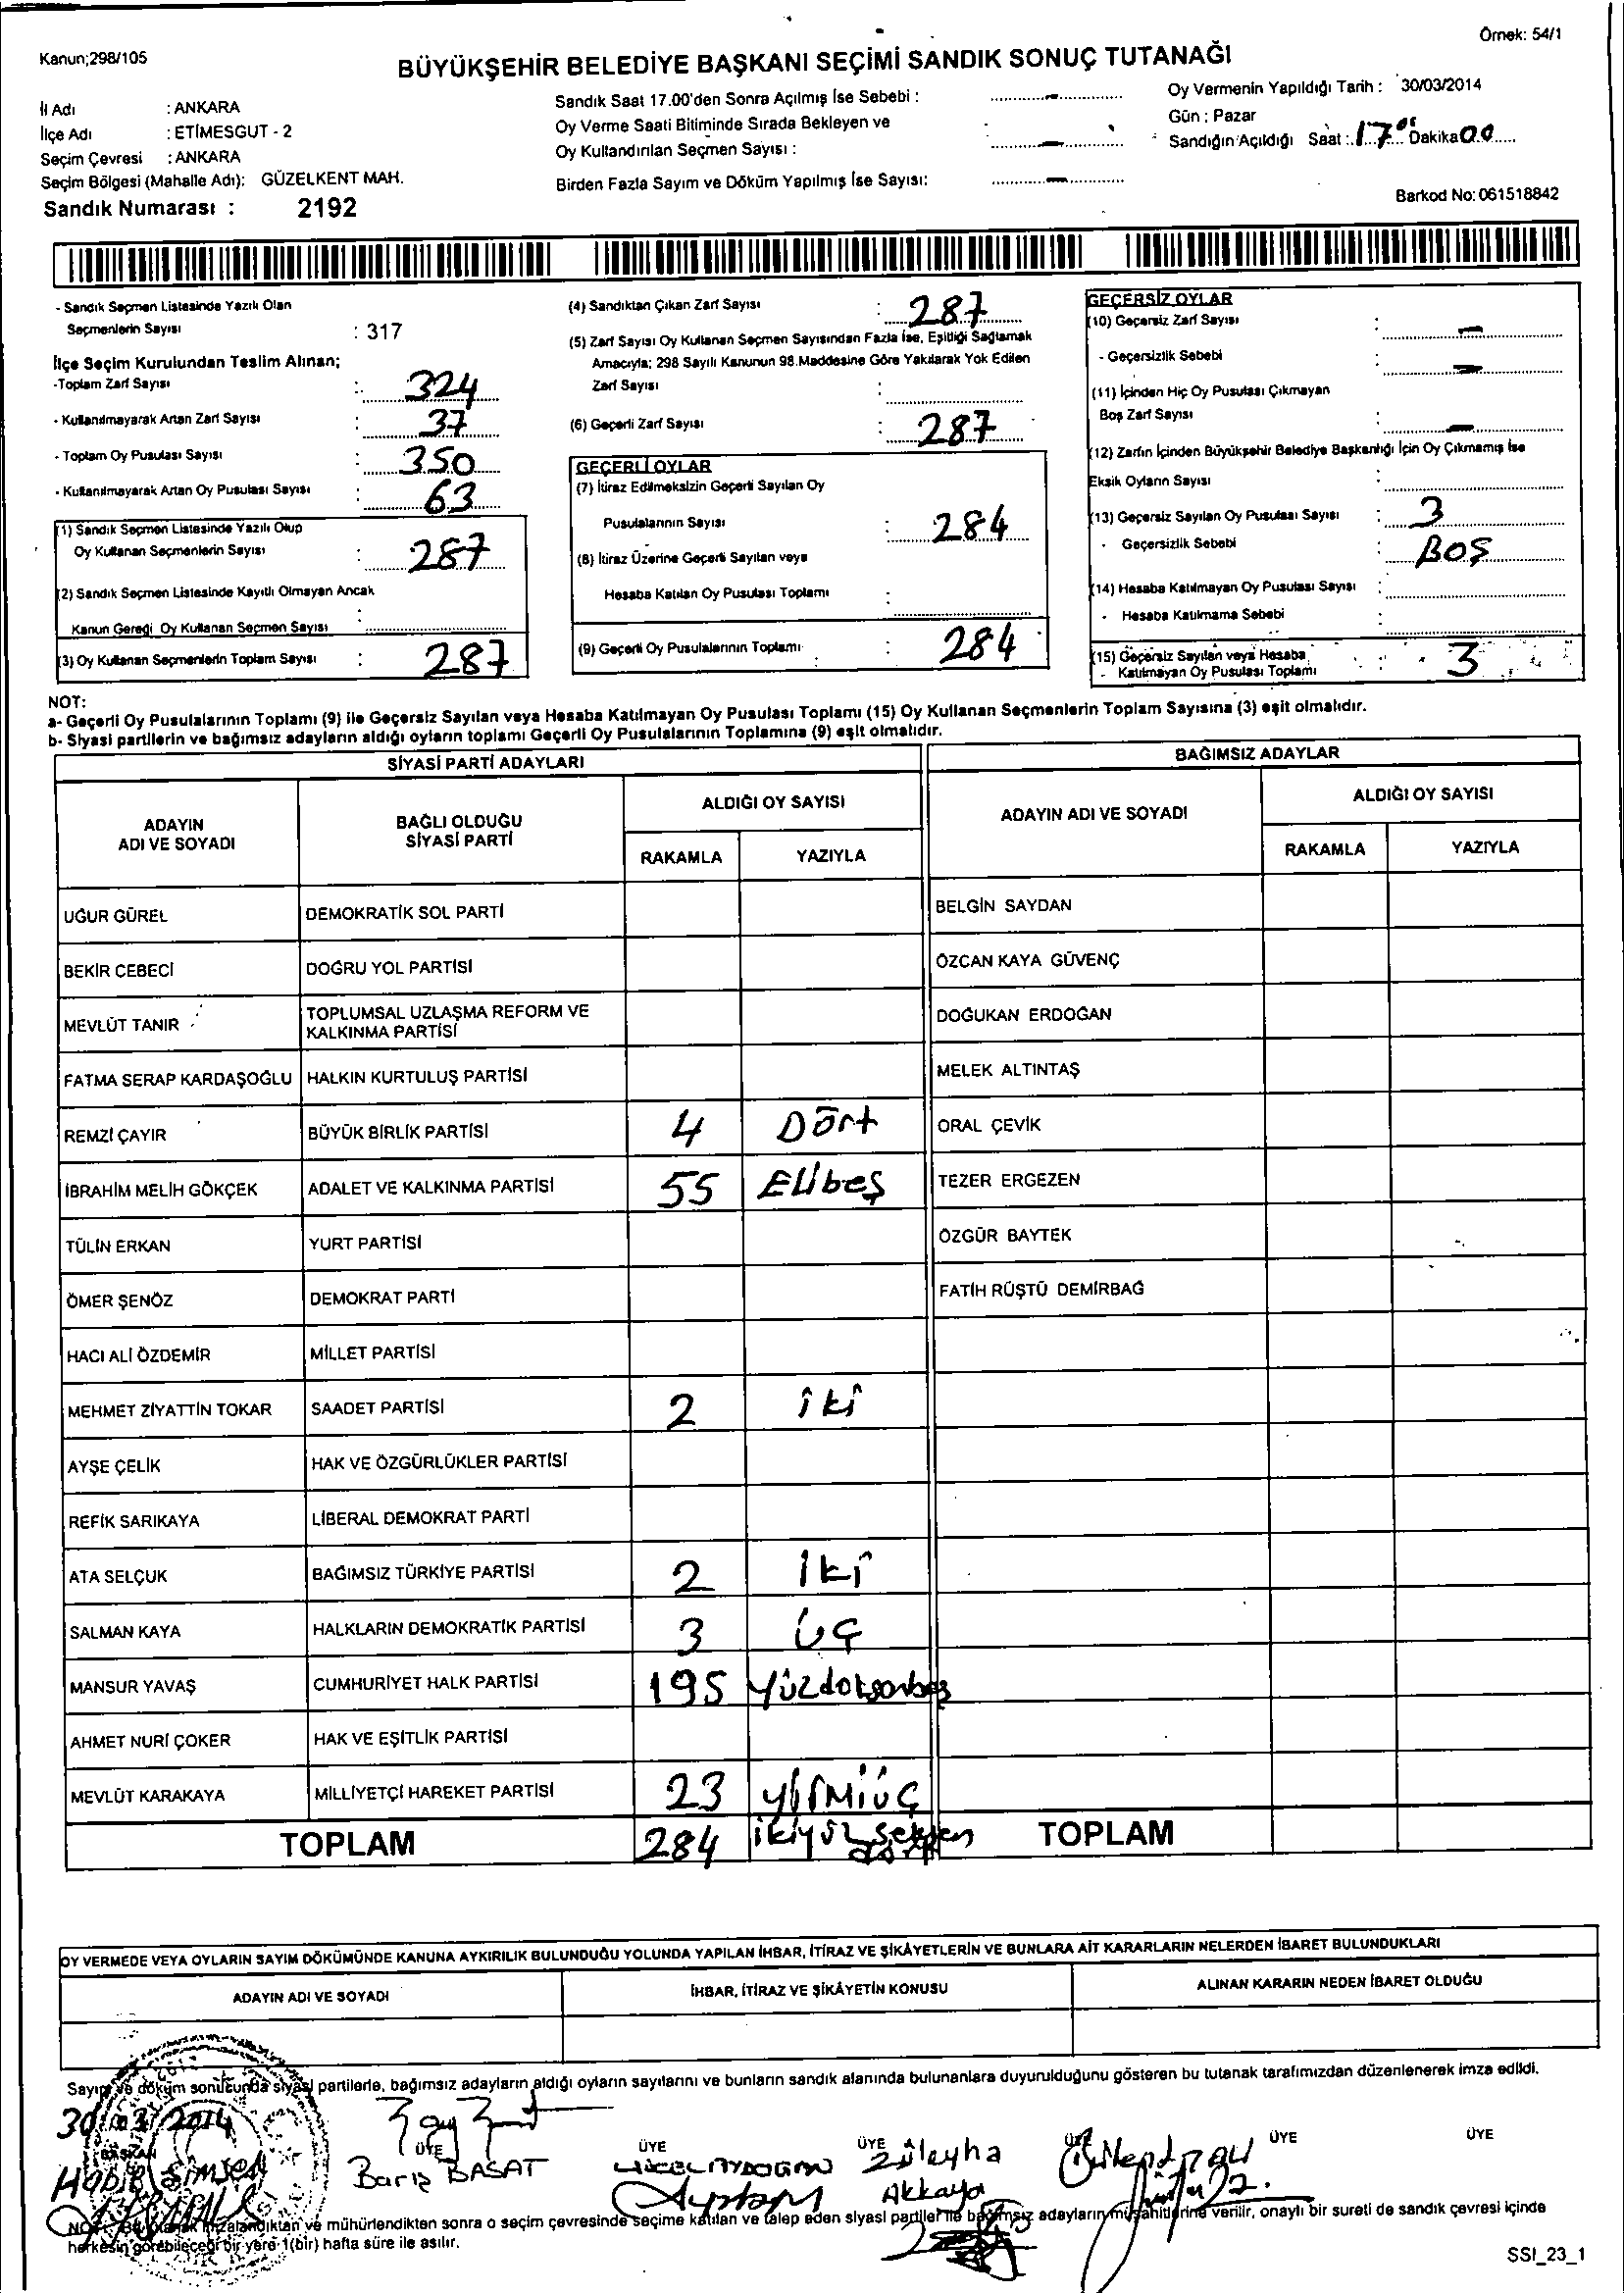 Örnek: 54/1
Kanun;298/105
BÜYÜKŞEHİR BELEDİYE BAŞKANI SEÇİMİ SANDIK SONUÇ TUTANAĞI
İl Adı : ANKARA
İlçe Adı : ETİMESGUT - 2
Seçim Çevresi : ANKARA
Seçim Bölgesi (Mahalle Adı): GÜZELKENT MAH.
Sandık Numarası : 2192
Sandık Saat 17.00'den Sonra Açılmış İse Sebebi : -
Oy Verme Saati Bitiminde Sırada Bekleyen ve
Oy Kullandırılan Seçmen Sayısı : -
Birden Fazla Sayım ve Döküm Yapılmış İse Sayısı: -
Oy Vermenin Yapıldığı Tarih : 30/03/2014
Gün : Pazar
Sandığın Açıldığı Saat : 17 Dakika 00
Barkod No: 061518842
- Sandık Seçmen Listesinde Yazılı Olan
Seçmenlerin Sayısı : 317
İlçe Seçim Kurulundan Teslim Alınan;
-Toplam Zarf Sayısı : 324
- Kullanılmayarak Artan Zarf Sayısı : 37
- Toplam Oy Pusulası Sayısı : 350
- Kullanılmayarak Artan Oy Pusulası Sayısı : 63
(1) Sandık Seçmen Listesinde Yazılı Olup
Oy Kullanan Seçmenlerin Sayısı : 287
(2) Sandık Seçmen Listesinde Kayıtlı Olmayan Ancak
Kanun Gereği Oy Kullanan Seçmen Sayısı :
(3) Oy Kullanan Seçmenlerin Toplam Sayısı : 287
(4) Sandıktan Çıkan Zarf Sayısı : 287
(5) Zarf Sayısı Oy Kullanan Seçmen Sayısından Fazla İse, Eşitliği Sağlamak
Amacıyla; 298 Sayılı Kanunun 98.Maddesine Göre Yakılarak Yok Edilen
Zarf Sayısı :
(6) Geçerli Zarf Sayısı : 287
GEÇERLİ OYLAR
(7) İtiraz Edilmeksizin Geçerli Sayılan Oy
Pusulalarının Sayısı : 284
(8) İtiraz Üzerine Geçerli Sayılan veya
Hesaba Katılan Oy Pusulası Toplamı :
(9) Geçerli Oy Pusulalarının Toplamı : 284
GEÇERSİZ OYLAR
(10) Geçersiz Zarf Sayısı : -
- Geçersizlik Sebebi : -
(11) İçinden Hiç Oy Pusulası Çıkmayan
Boş Zarf Sayısı : -
(12) Zarfın İçinden Büyükşehir Belediye Başkanlığı İçin Oy Çıkmamış İse
Eksik Oyların Sayısı :
(13) Geçersiz Sayılan Oy Pusulası Sayısı : 3
- Geçersizlik Sebebi : BOŞ
(14) Hesaba Katılmayan Oy Pusulası Sayısı :
- Hesaba Katılmama Sebebi :
(15) Geçersiz Sayılan veya Hesaba
- Katılmayan Oy Pusulası Toplamı : 3
NOT:
a- Geçerli Oy Pusulalarının Toplamı (9) ile Geçersiz Sayılan veya Hesaba Katılmayan Oy Pusulası Toplamı (15) Oy Kullanan Seçmenlerin Toplam Sayısına (3) eşit olmalıdır.
b- Siyasi partilerin ve bağımsız adayların aldığı oyların toplamı Geçerli Oy Pusulalarının Toplamına (9) eşit olmalıdır.
SİYASİ PARTİ ADAYLARI
ADAYIN
ADI VE SOYADI
BAĞLI OLDUĞU
SİYASİ PARTİ
ALDIĞI OY SAYISI
RAKAMLA YAZIYLA
UĞUR GÜREL DEMOKRATİK SOL PARTİ
BEKİR CEBECİ DOĞRU YOL PARTİSİ
MEVLÜT TANIR TOPLUMSAL UZLAŞMA REFORM VE
KALKINMA PARTİSİ
FATMA SERAP KARDAŞOĞLU HALKIN KURTULUŞ PARTİSİ
REMZİ ÇAYIR BÜYÜK BİRLİK PARTİSİ 4 Dört
İBRAHİM MELİH GÖKÇEK ADALET VE KALKINMA PARTİSİ 55 Ellibeş
TÜLİN ERKAN YURT PARTİSİ
ÖMER ŞENÖZ DEMOKRAT PARTİ
HACI ALİ ÖZDEMİR MİLLET PARTİSİ
MEHMET ZİYATTİN TOKAR SAADET PARTİSİ 2 iki
AYŞE ÇELİK HAK VE ÖZGÜRLÜKLER PARTİSİ
REFİK SARIKAYA LİBERAL DEMOKRAT PARTİ
ATA SELÇUK BAĞIMSIZ TÜRKİYE PARTİSİ 2 iki
SALMAN KAYA HALKLARIN DEMOKRATİK PARTİSİ 3 üç
MANSUR YAVAŞ CUMHURİYET HALK PARTİSİ 195 Yüzdoksanbeş
AHMET NURİ ÇOKER HAK VE EŞİTLİK PARTİSİ
MEVLÜT KARAKAYA MİLLİYETÇİ HAREKET PARTİSİ 23 yirmiüç
TOPLAM 284 ikiyüzseksen
dört
BAĞIMSIZ ADAYLAR
ADAYIN ADI VE SOYADI
ALDIĞI OY SAYISI
RAKAMLA YAZIYLA
BELGİN SAYDAN
ÖZCAN KAYA GÜVENÇ
DOĞUKAN ERDOĞAN
MELEK ALTINTAŞ
ORAL ÇEVİK
TEZER ERGEZEN
ÖZGÜR BAYTEK
FATİH RÜŞTÜ DEMİRBAĞ
TOPLAM
OY VERMEDE VEYA OYLARIN SAYIM DÖKÜMÜNDE KANUNA AYKIRILIK BULUNDUĞU YOLUNDA YAPILAN İHBAR, İTİRAZ VE ŞİKÂYETLERİN VE BUNLARA AİT KARARLARIN NELERDEN İBARET BULUNDUKLARI
ADAYIN ADI VE SOYADI İHBAR, İTİRAZ VE ŞİKÂYETİN KONUSU ALINAN KARARIN NEDEN İBARET OLDUĞU
Sayım ve döküm sonucunda siyasi partilerle, bağımsız adayların aldığı oyların sayılarını ve bunların sandık alanında bulunanlara duyurulduğunu gösteren bu tutanak tarafımızdan düzenlenerek imza edildi.
30/03/2014
BAŞKAN ÜYE ÜYE ÜYE ÜYE ÜYE ÜYE
Habib Şimşek
Barış BASAT
Züleyha
Akkaya
NOT: Bu tutanak imzalandıktan ve mühürlendikten sonra o seçim çevresinde seçime katılan ve talep eden siyasi partiler ile bağımsız adayların müşahitlerine verilir, onaylı bir sureti de sandık çevresi içinde
herkesin görebileceği bir yere 1(bir) hafta süre ile asılır.
SSI_23_1